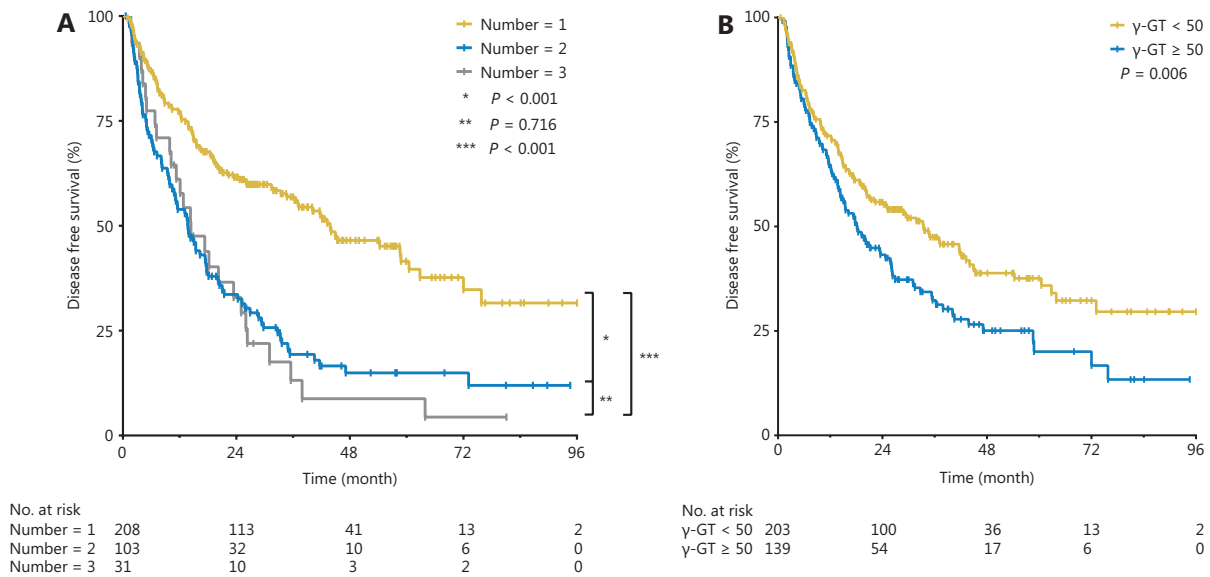 A
Number = 1
Number = 2
Number = 3
* P < 0.001
** P = 0.716
*** P < 0.001
Disease free survival (%)
100
75
50
25
0
*
**
***
0 24 48 72 96
Time (month)
No. at risk
Number = 1 208 113 41 13 2
Number = 2 103 32 10 6 0
Number = 3 31 10 3 2 0
B
γ-GT < 50
γ-GT ≥ 50
P = 0.006
Disease free survival (%)
100
75
50
25
0
0 24 48 72 96
Time (month)
No. at risk
γ-GT < 50 203 100 36 13 2
γ-GT ≥ 50 139 54 17 6 0